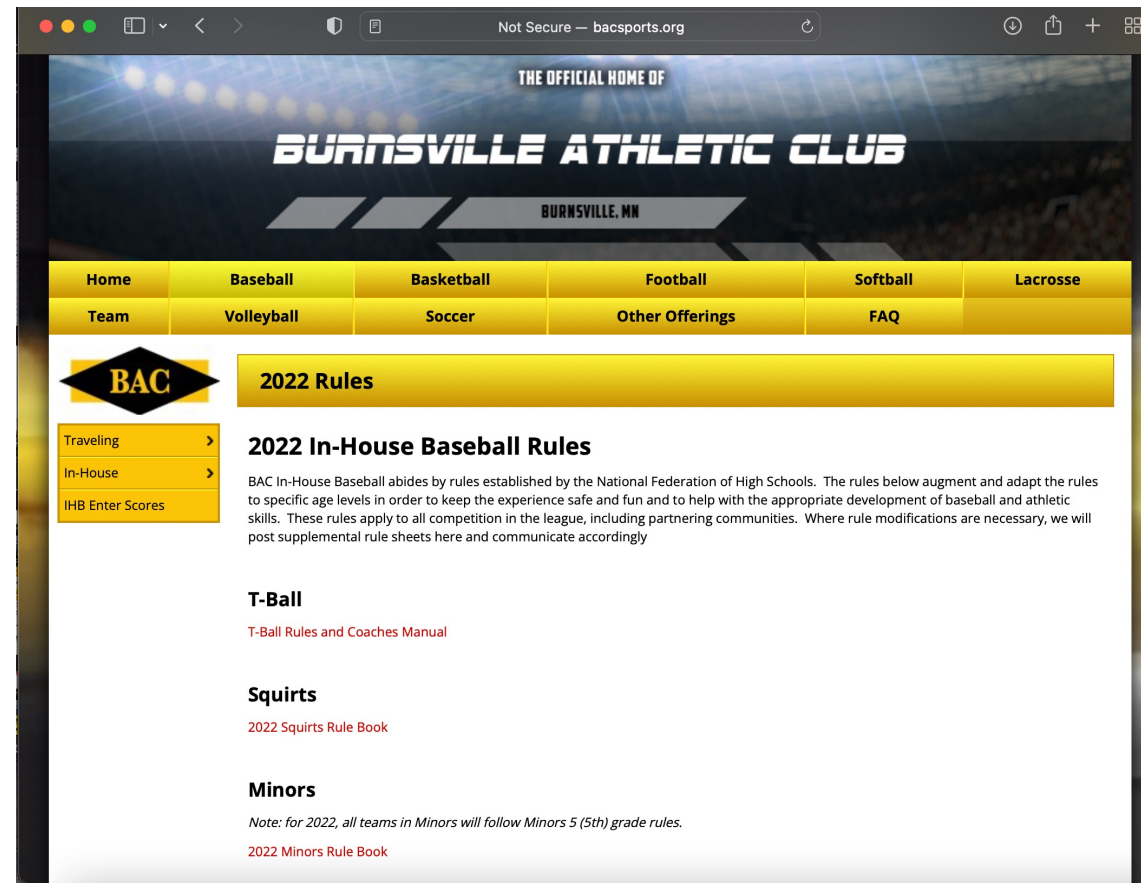 Not Secure — bacsports.org
THE OFFICIAL HOME OF
BURNSVILLE ATHLETIC CLUB
BURNSVILLE, MN
Home Baseball Basketball Football Softball Lacrosse
Team Volleyball Soccer Other Offerings FAQ
BAC
Traveling
In-House
IHB Enter Scores
2022 Rules
2022 In-House Baseball Rules
BAC In-House Baseball abides by rules established by the National Federation of High Schools. The rules below augment and adapt the rules
to specific age levels in order to keep the experience safe and fun and to help with the appropriate development of baseball and athletic
skills. These rules apply to all competition in the league, including partnering communities. Where rule modifications are necessary, we will
post supplemental rule sheets here and communicate accordingly
T-Ball
T-Ball Rules and Coaches Manual
Squirts
2022 Squirts Rule Book
Minors
Note: for 2022, all teams in Minors will follow Minors 5 (5th) grade rules.
2022 Minors Rule Book